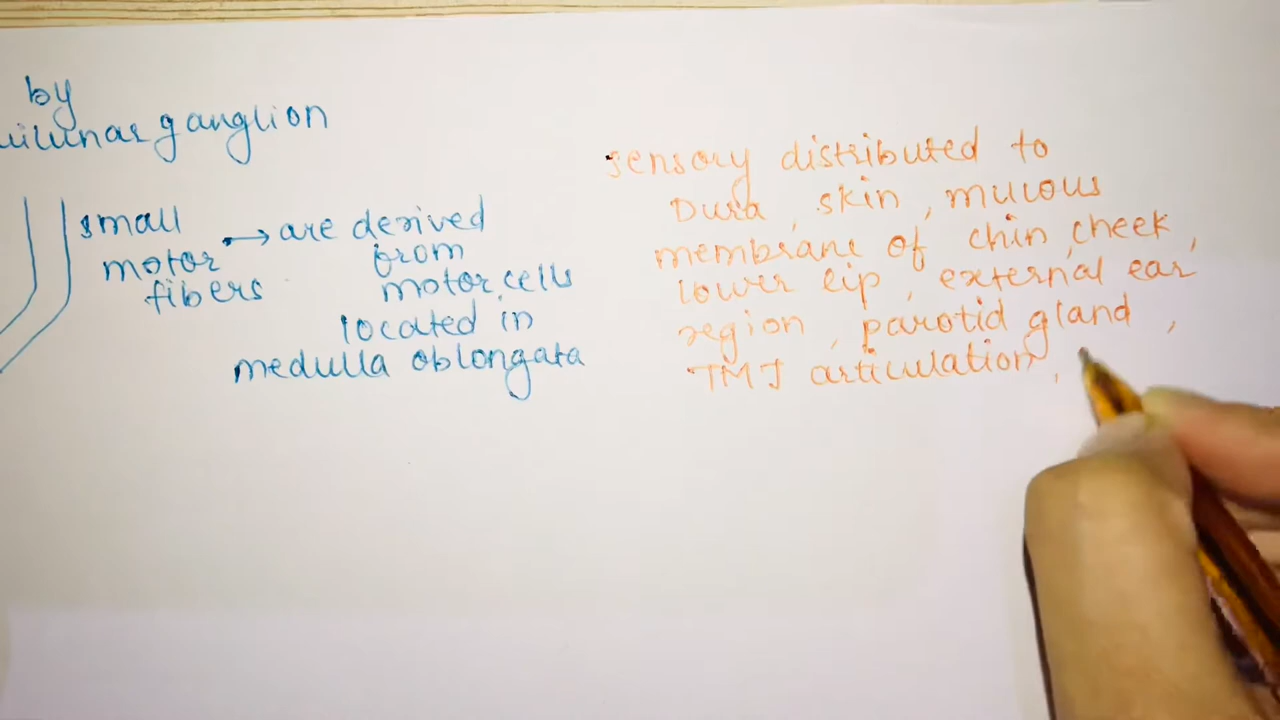 by
ganglion
small
motor → are derived
fibers
from
motor cells
located in
medulla oblongata
sensory distributed to
Dura, skin, mucous
membrane of chin, cheek,
lower lip, external ear
region, parotid gland,
TMJ articulation,